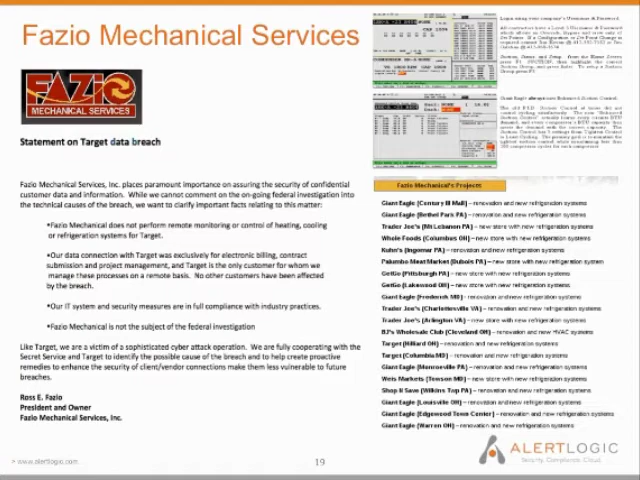 Fazio Mechanical Services
FAZIO
MECHANICAL SERVICES
Statement on Target data breach
Fazio Mechanical Services, Inc. places paramount importance on assuring the security of confidential
customer data and information. While we cannot comment on the on-going federal investigation into
the technical causes of the breach, we want to clarify important facts relating to this matter:
•Fazio Mechanical does not perform remote monitoring or control of heating, cooling
or refrigeration systems for Target.
•Our data connection with Target was exclusively for electronic billing, contract
submission and project management, and Target is the only customer for whom we
manage these processes on a remote basis. No other customers have been affected
by the breach.
•Our IT system and security measures are in full compliance with industry practices.
•Fazio Mechanical is not the subject of the federal investigation
Like Target, we are a victim of a sophisticated cyber attack operation. We are fully cooperating with the
Secret Service and Target to identify the possible cause of the breach and to help create proactive
remedies to enhance the security of client/vendor connections make them less vulnerable to future
breaches.
Ross E. Fazio
President and Owner
Fazio Mechanical Services, Inc.
Login using your company's Username & Password.
Fazio Mechanical's Projects
Giant Eagle (Century III Mall) – renovation and new refrigeration systems
Giant Eagle (Bethel Park PA) – renovation and new refrigeration systems
Trader Joe's (Mt Lebanon PA) – new store with new refrigeration systems
Whole Foods (Columbus OH) – new store with new refrigeration systems
Kuhn's (Ingomar PA) – renovation and new refrigeration systems
Palumbo Meat Market (Dubois PA) – new store with new refrigeration system
GetGo (Pittsburgh PA) – new store with new refrigeration systems
GetGo (Lakewood OH) – new store with new refrigeration systems
Giant Eagle (Frederick MD) – renovation and new refrigeration systems
Trader Joe's (Charlottesville VA) – new store with new refrigeration systems
Trader Joe's (Arlington VA) – new store with new refrigeration systems
BJ's Wholesale Club (Cleveland OH) – renovation and new HVAC systems
Target (Hilliard OH) – renovation and new refrigeration systems
Target (Columbia MD) – renovation and new refrigeration systems
Giant Eagle (Monroeville PA) – renovation and new refrigeration systems
Weis Markets (Towson MD) – new store with new refrigeration systems
Shop & Save (Wilkins Twp PA) – new store with new refrigeration systems
Giant Eagle (Louisville OH) – renovation and new refrigeration systems
Giant Eagle (Edgewood Town Center) – renovation and new refrigeration systems
Giant Eagle (Warren OH) – renovation and new refrigeration systems
> www.alertlogic.com
19
ALERTLOGIC
Security. Compliance. Cloud.